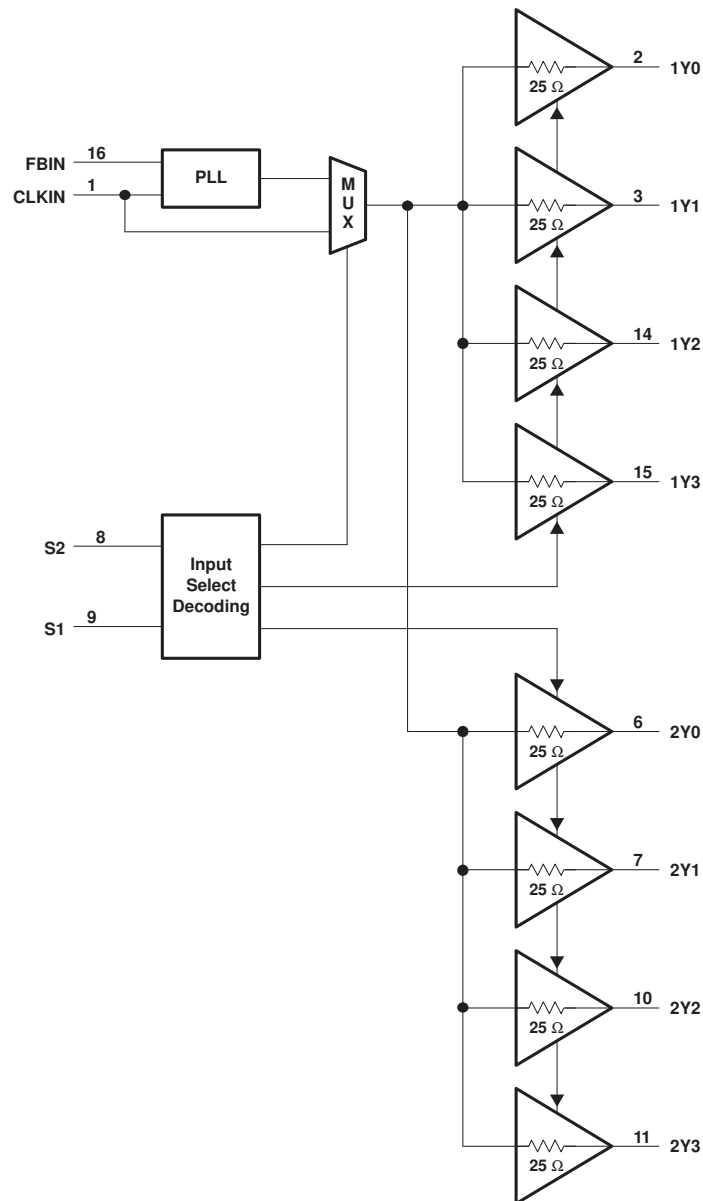 2
1Y0
25 Ω
FBIN
16
CLKIN
1
PLL
M
U
X
3
1Y1
25 Ω
14
1Y2
25 Ω
15
1Y3
25 Ω
S2
8
S1
9
Input
Select
Decoding
6
2Y0
25 Ω
7
2Y1
25 Ω
10
2Y2
25 Ω
11
2Y3
25 Ω